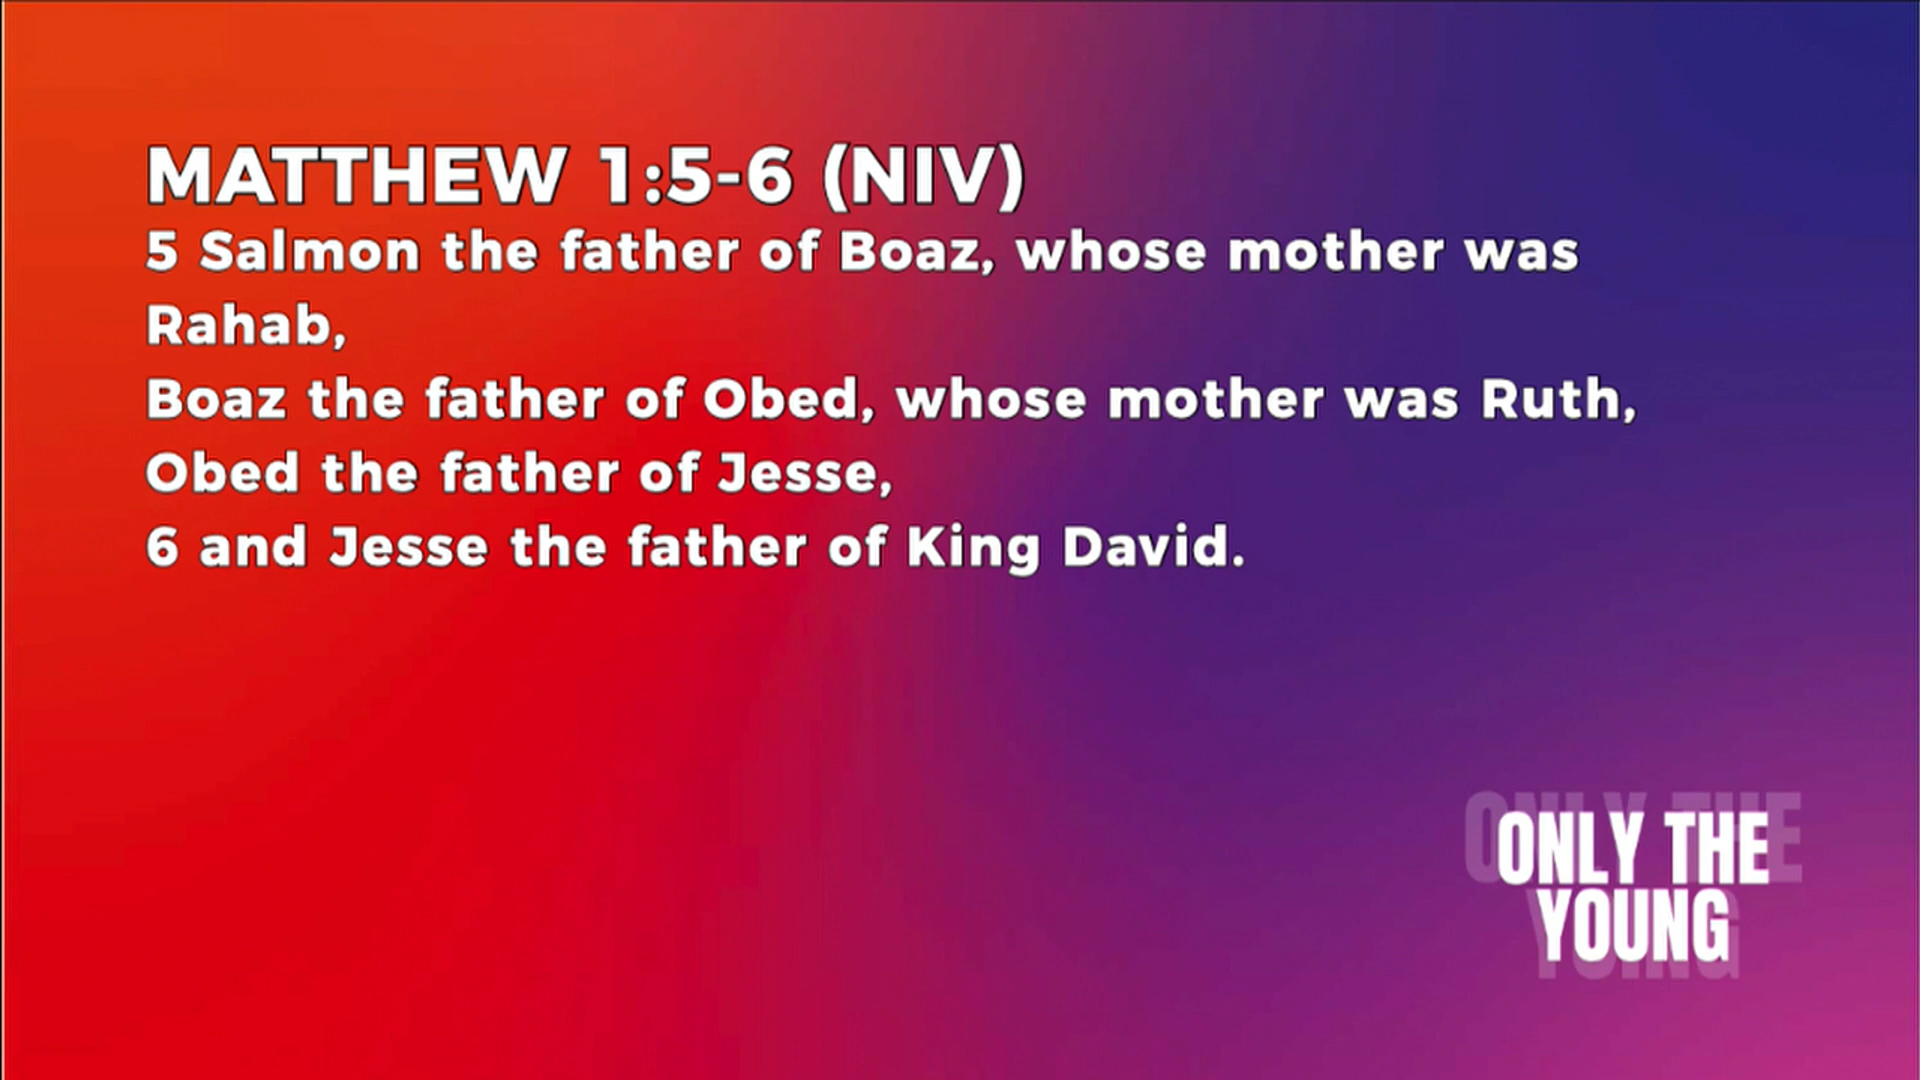 MATTHEW 1:5-6 (NIV)
5 Salmon the father of Boaz, whose mother was
Rahab,
Boaz the father of Obed, whose mother was Ruth,
Obed the father of Jesse,
6 and Jesse the father of King David.
ONLY THE
YOUNG